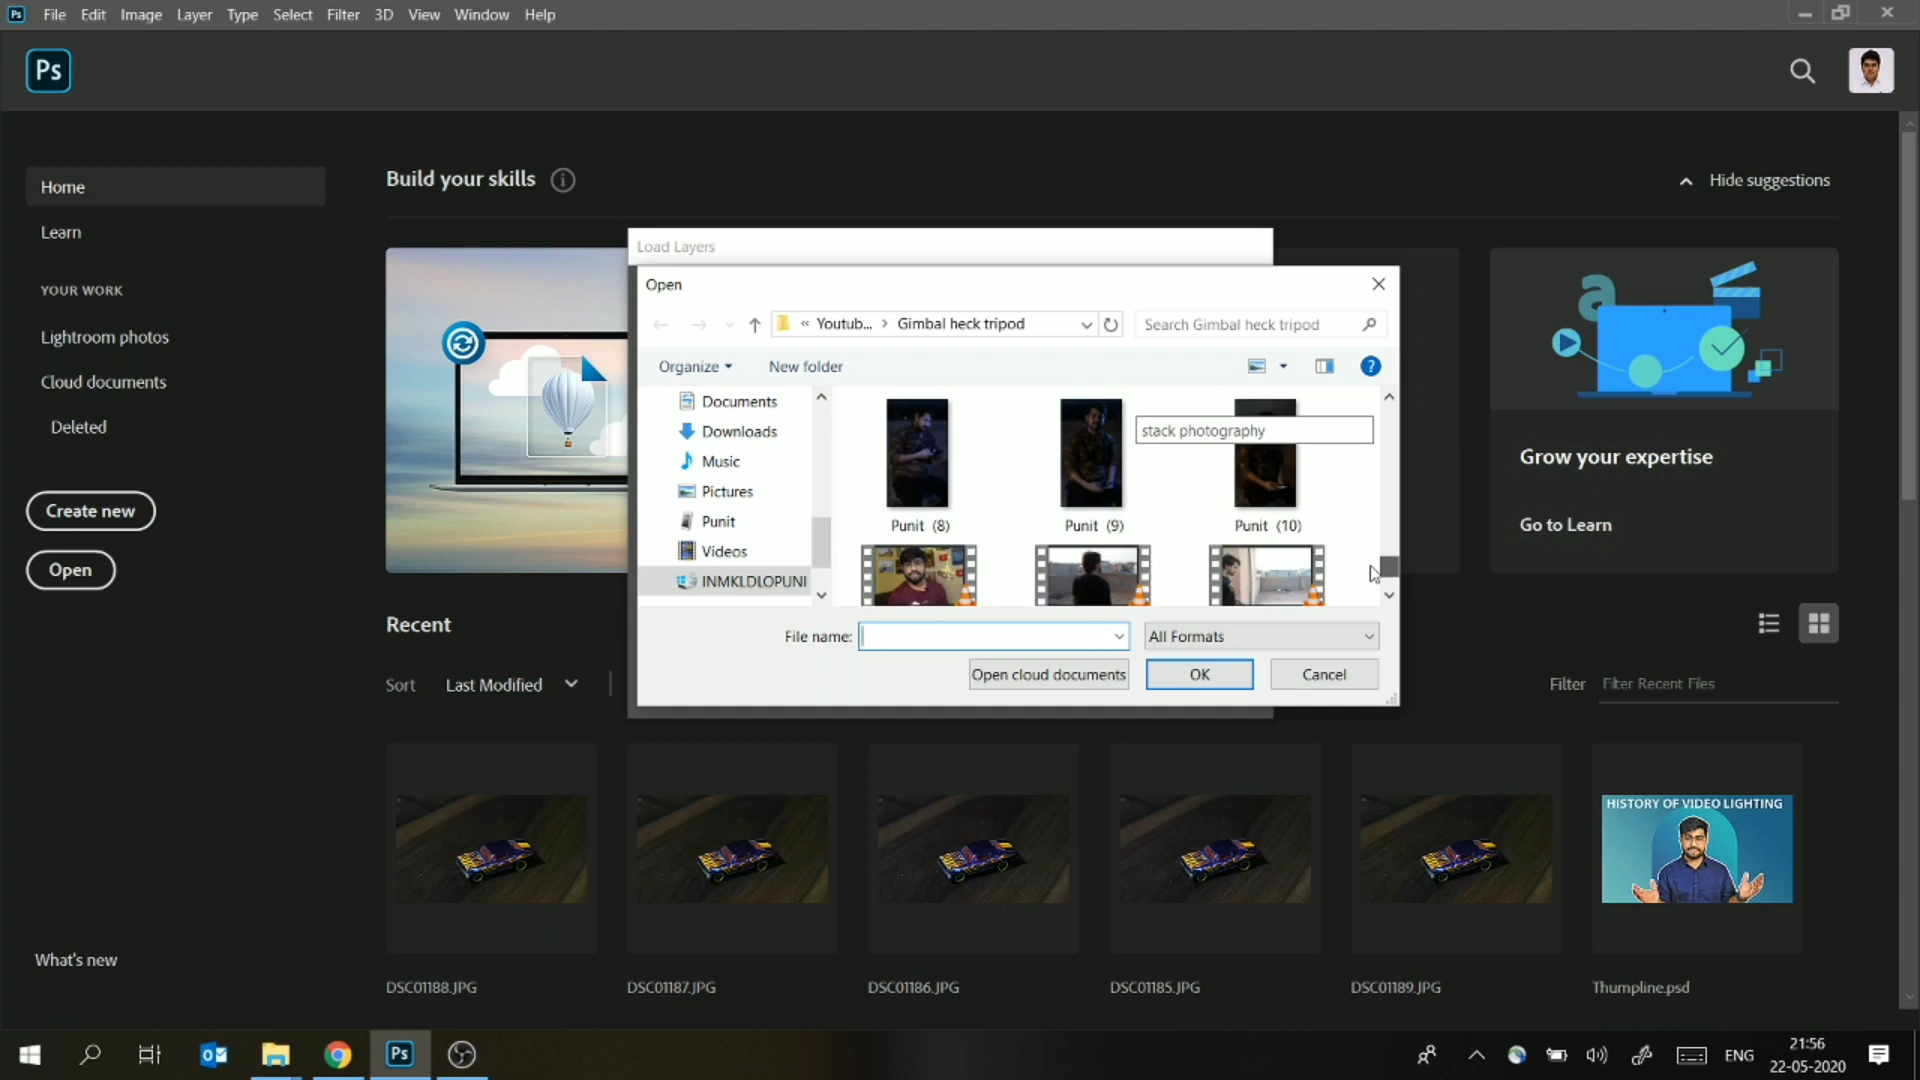 Ps File Edit Image Layer Type Select Filter 3D View Window Help
Ps
Home
Learn
YOUR WORK
Lightroom photos
Cloud documents
Deleted
Create new
Open
What's new
Build your skills
Hide suggestions
Load Layers
Open
« Youtub... > Gimbal heck tripod
Search Gimbal heck tripod
Organize
New folder
Documents
Downloads
Music
Pictures
Punit
Videos
INMKLDLOPUNI
stack photography
Punit (8)
Punit (9)
Punit (10)
File name:
All Formats
Open cloud documents
OK
Cancel
Grow your expertise
Go to Learn
Recent
Sort Last Modified
Filter Filter Recent Files
HISTORY OF VIDEO LIGHTING
DSC01188.JPG
DSC01187.JPG
DSC01186.JPG
DSC01185.JPG
DSC01189.JPG
Thumpline.psd
Ps
ENG
21:56
22-05-2020